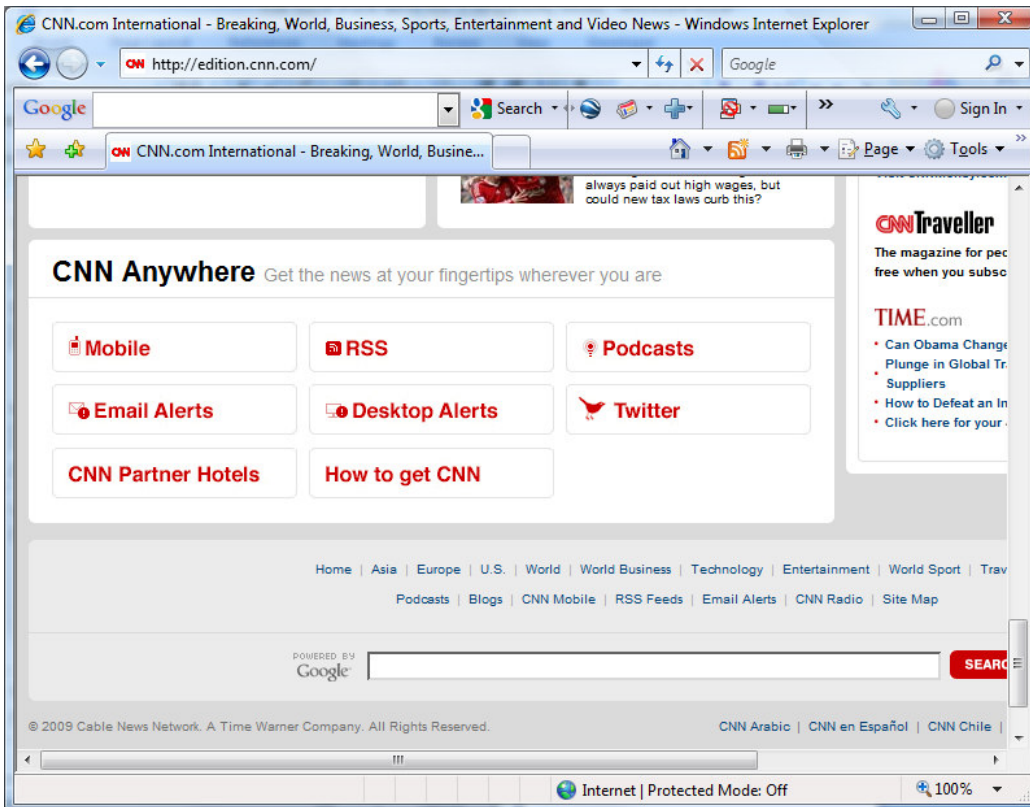 CNN.com International - Breaking, World, Business, Sports, Entertainment and Video News - Windows Internet Explorer
CNN http://edition.cnn.com/
Google
Google
Search
Sign In
CNN CNN.com International - Breaking, World, Busine...
Page
Tools
always paid out high wages, but
could new tax laws curb this?
CNN Traveller
The magazine for peo
free when you subsc
TIME.com
Can Obama Change
Plunge in Global Tr
Suppliers
How to Defeat an In
Click here for your
CNN Anywhere Get the news at your fingertips wherever you are
Mobile
RSS
Podcasts
Email Alerts
Desktop Alerts
Twitter
CNN Partner Hotels
How to get CNN
Home | Asia | Europe | U.S. | World | World Business | Technology | Entertainment | World Sport | Trav
Podcasts | Blogs | CNN Mobile | RSS Feeds | Email Alerts | CNN Radio | Site Map
POWERED BY
Google
SEARC
© 2009 Cable News Network. A Time Warner Company. All Rights Reserved.
CNN Arabic | CNN en Español | CNN Chile |
Internet | Protected Mode: Off
100%